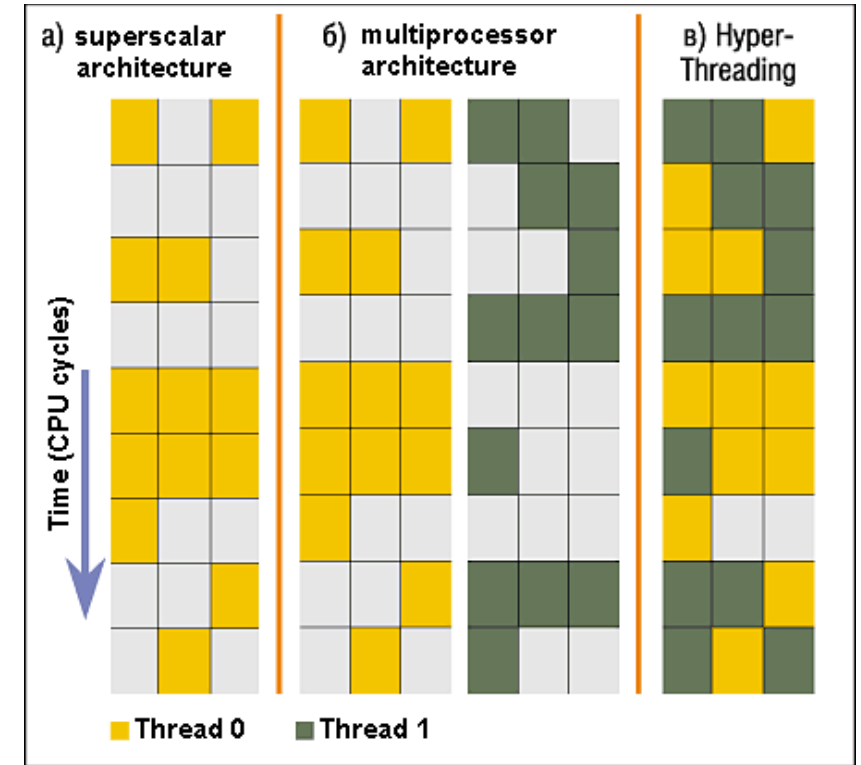 а) superscalar
architecture
б) multiprocessor
architecture
в) Hyper-
Threading
Time (CPU cycles)
Thread 0
Thread 1